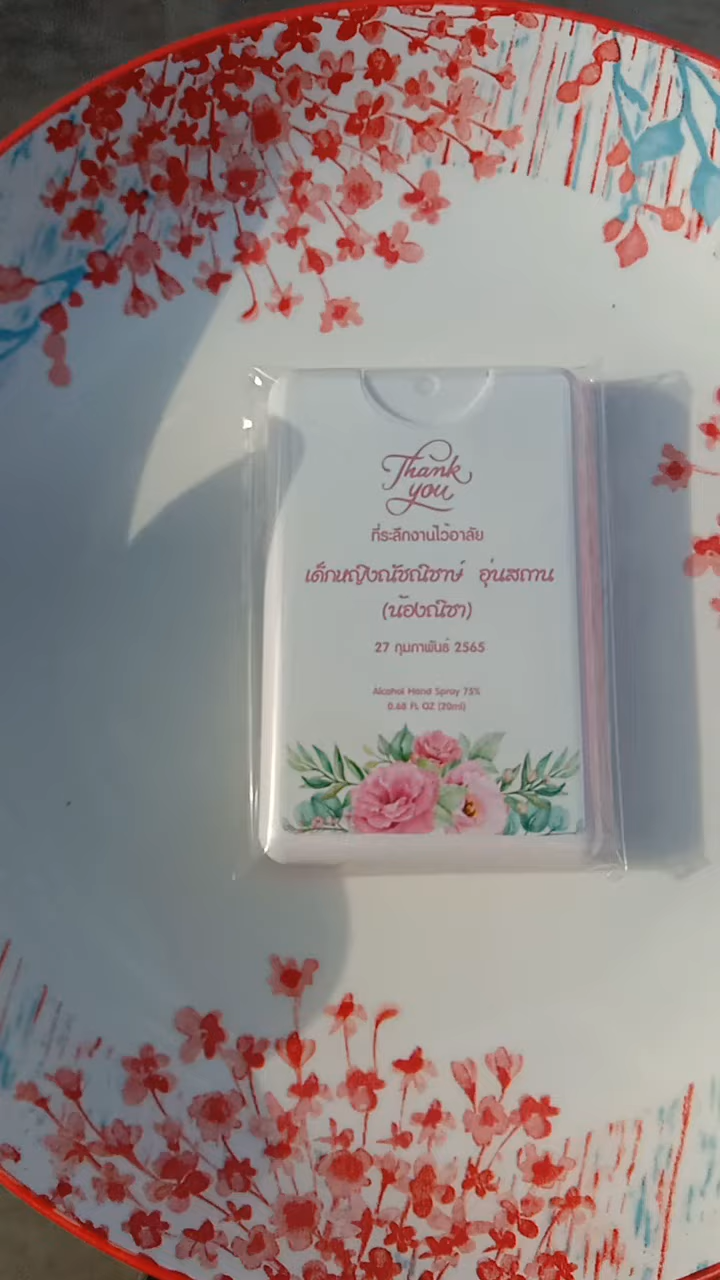 Thank
you
ที่ระลึกงานไว้อาลัย
เด็กหญิงณัชณิชาษ์ อุ่นสถาน
(น้องณิชา)
27 กุมภาพันธ์ 2565
Alcohol Hand Spray 75%
0.68 FL OZ (20ml)